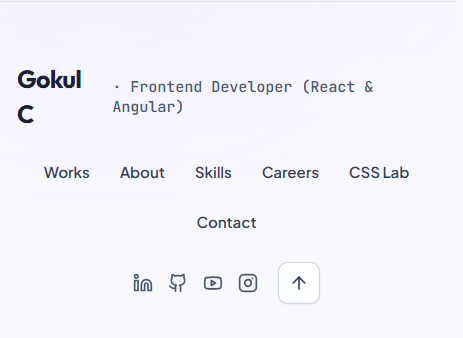 Gokul
C
· Frontend Developer (React &
Angular)
Works About Skills Careers CSS Lab
Contact